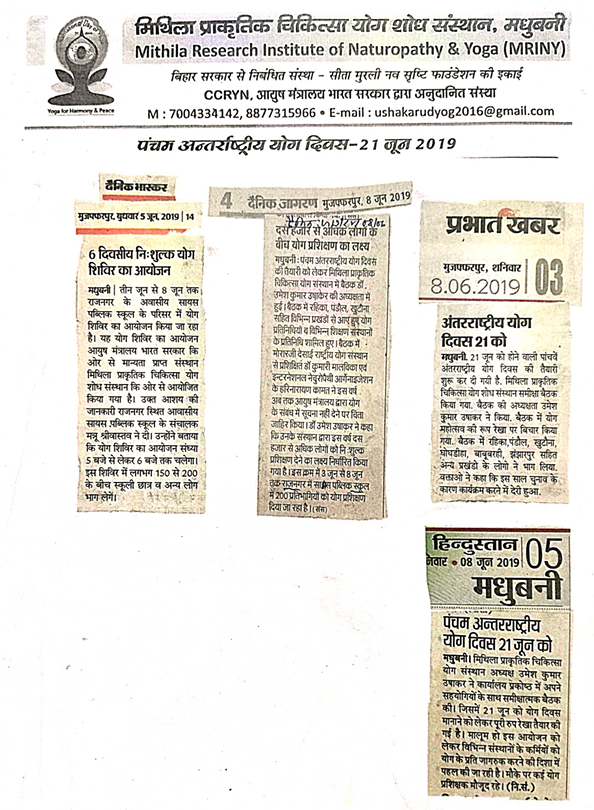 मिथिला प्राकृतिक चिकित्सा योग शोध संस्थान, मधुबनी
Mithila Research Institute of Naturopathy & Yoga (MRINY)
बिहार सरकार से निबंधित संस्था - सीता मुरली नव सृष्टि फाउंडेशन की इकाई
CCRYN, आयुष मंत्रालय भारत सरकार द्वारा अनुदानित संस्था
M : 7004334142, 8877315966 • E-mail : ushakarudyog2016@gmail.com
Yoga for Harmony & Peace
पंचम अन्तर्राष्ट्रीय योग दिवस-21 जून 2019
दैनिक भास्कर
मुजफ्फरपुर, बुधवार 5 जून, 2019 | 14
6 दिवसीय निःशुल्क योग
शिविर का आयोजन
मधुबनी | तीन जून से 8 जून तक
राजनगर के अवासीय सायस
पब्लिक स्कूल के परिसर में योग
शिविर का आयोजन किया जा रहा
है। यह योग शिविर का आयोजन
आयुष मंत्रालय भारत सरकार कि
ओर से मान्यता प्राप्त संस्थान
मिथिला प्राकृतिक चिकित्सा योग
शोध संस्थान कि ओर से आयोजित
किया गया है। उक्त आशय की
जानकारी राजनगर स्थित आवासीय
सायस पब्लिक स्कूल के संचालक
मन्नू श्रीवास्तव ने दी। उन्होंने बताया
कि योग शिविर का आयोजन संध्या
5 बजे से लेकर 6 बजे तक चलेगा।
इस शिविर में लगभग 150 से 200
के बीच स्कूली छात्र व अन्य लोग
भाग लेगें।
4 दैनिक जागरण मुजफ्फरपुर, 8 जून 2019
दस हजार से अधिक लोगों के
बीच योग प्रशिक्षण का लक्ष्य
मधुबनी : पंचम अंतरराष्ट्रीय योग दिवस
की तैयारी को लेकर मिथिला प्राकृतिक
चिकित्सा योग संस्थान में बैठक डॉ.
उमेश कुमार उषाकर की अध्यक्षता में
हुई। बैठक में रहिका, पंडौल, खुटौना
सहित विभिन्न प्रखंडों से आए हुए योग
प्रतिनिधियों व विभिन्न शिक्षण संस्थानों
के प्रतिनिधि शामिल हुए। बैठक में
मोरारजी देसाई राष्ट्रीय योग संस्थान
से प्रशिक्षित डॉ कुमारी मालविका एवं
इन्टरनेशनल नेचुरोपैथी आर्गेनाइजेशन
के हरिनारायण कामत ने इस वर्ष
अब तक आयुष मंत्रालय द्वारा योग
के संबंध में सूचना नहीं देने पर चिंता
जाहिर किया। डॉ उमेश उषाकर ने कहा
कि उनके संस्थान द्वारा इस वर्ष दस
हजार से अधिक लोगों को निःशुल्क
प्रशिक्षण देने का लक्ष्य निर्धारित किया
गया है। इस क्रम में 3 जून से 8 जून
तक राजनगर में सायस पब्लिक स्कूल
में 200 प्रतिभागियों को योग प्रशिक्षण
दिया जा रहा है। (संस)
प्रभात खबर
मुजफ्फरपुर, शनिवार
8.06.2019 03
अंतरराष्ट्रीय योग
दिवस 21 को
मधुबनी. 21 जून को होने वाली पांचवें
अंतरराष्ट्रीय योग दिवस की तैयारी
शुरू कर दी गयी है. मिथिला प्राकृतिक
चिकित्सा योग शोध संस्थान समीक्षा बैठक
किया गया. बैठक की अध्यक्षता उमेश
कुमार उषाकर ने किया. बैठक में योग
महोत्सव की रूप रेखा पर बिचार किया
गया. बैठक में रहिका,पंडौल, खुटौना,
घोघडीहा, बाबूबरही, झंझारपुर सहित
अन्य प्रखंडो के लोगो ने भाग लिया.
वक्ताओ ने कहा कि इस साल चुनाव के
कारण कार्यक्रम करने में देरी हुआ.
हिन्दुस्तान 05
निवार • 08 जून 2019
मधुबनी
पंचम अन्तरराष्ट्रीय
योग दिवस 21 जून को
मधुबनी। मिथिला प्राकृतिक चिकित्सा
योग संस्थान अध्यक्ष उमेश कुमार
उषाकर ने कार्यालय प्रकोष्ठ में अपने
सहयोगियों के साथ समीक्षात्मक बैठक
की। जिसमें 21 जून को योग दिवस
मानाने को लेकर पूरी रुप रेखा तैयार की
गई है। मालूम हो इस आयोजन को
लेकर विभिन्न संस्थानों के कर्मियों को
योग के प्रति जागरुक करने की दिशा में
पहल की जा रही है। मौके पर कई योग
प्रशिक्षक मौजूद रहे। (नि.सं.)